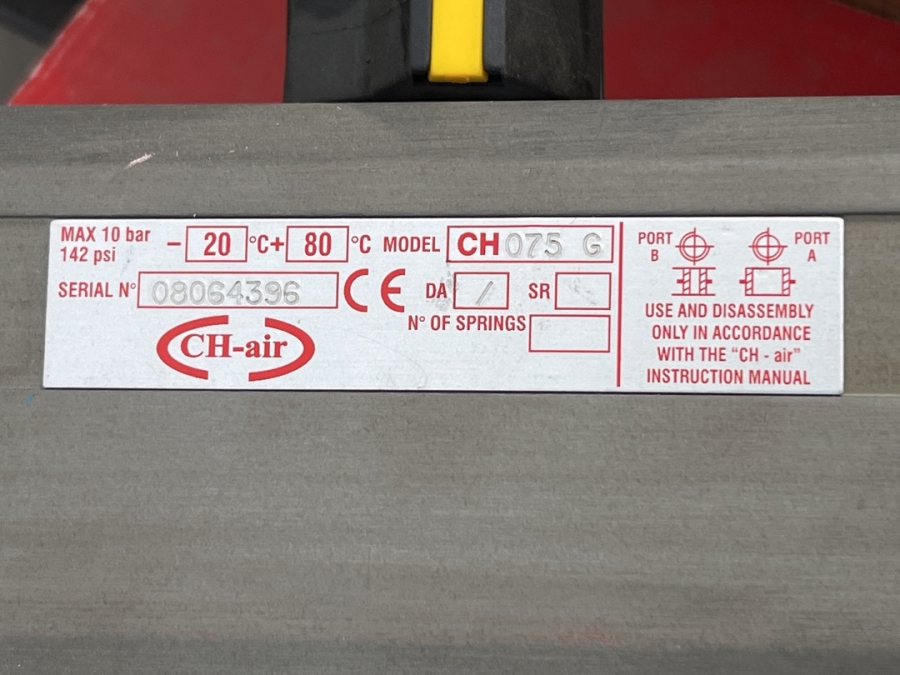 MAX 10 bar
142 psi
- 20 °C+ 80 °C MODEL CH 075 G
SERIAL N° 08064396 CE DA / SR
N° OF SPRINGS
CH-air
PORT B
PORT A
USE AND DISASSEMBLY
ONLY IN ACCORDANCE
WITH THE “CH - air”
INSTRUCTION MANUAL